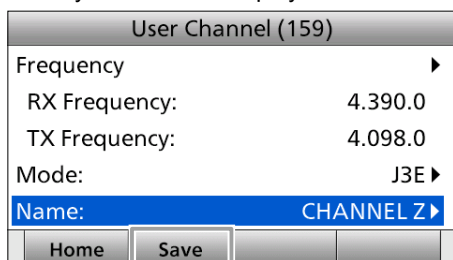 User Channel (159)
Frequency
RX Frequency: 4.390.0
TX Frequency: 4.098.0
Mode: J3E
Name: CHANNEL Z
Home Save